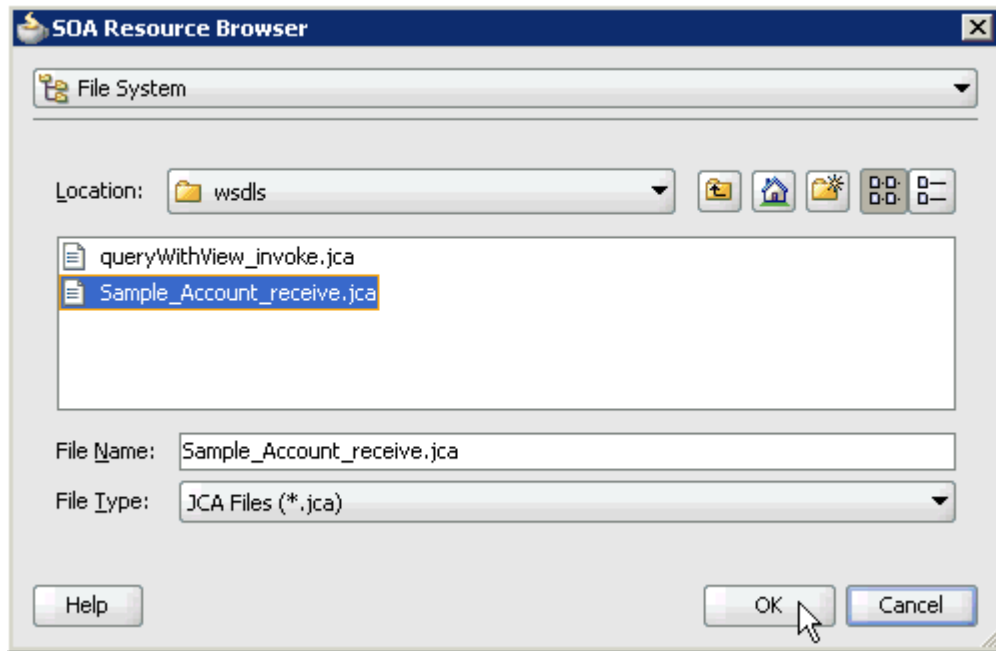 SOA Resource Browser
File System
Location: wsdls
queryWithView_invoke.jca
Sample_Account_receive.jca
File Name: Sample_Account_receive.jca
File Type: JCA Files (*.jca)
Help OK Cancel